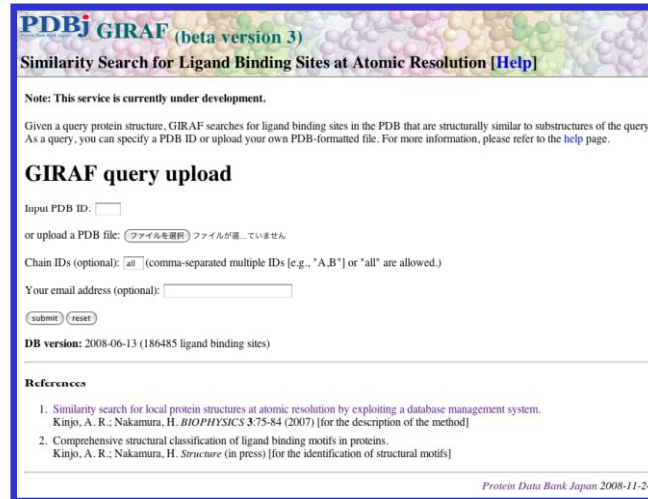 PDBj GIRAF (beta version 3)
Similarity Search for Ligand Binding Sites at Atomic Resolution [Help]
Note: This service is currently under development.
Given a query protein structure, GIRAF searches for ligand binding sites in the PDB that are structurally similar to substructures of the query
As a query, you can specify a PDB ID or upload your own PDB-formatted file. For more information, please refer to the help page.
GIRAF query upload
Input PDB ID:
or upload a PDB file: ファイルを選択 ファイルが選...ていません
Chain IDs (optional): all (comma-separated multiple IDs [e.g., "A,B"] or "all" are allowed.)
Your email address (optional):
submit reset
DB version: 2008-06-13 (186485 ligand binding sites)
References
1. Similarity search for local protein structures at atomic resolution by exploiting a database management system.
Kinjo, A. R.; Nakamura, H. BIOPHYSICS 3:75-84 (2007) [for the description of the method]
2. Comprehensive structural classification of ligand binding motifs in proteins.
Kinjo, A. R.; Nakamura, H. Structure (in press) [for the identification of structural motifs]
Protein Data Bank Japan 2008-11-2